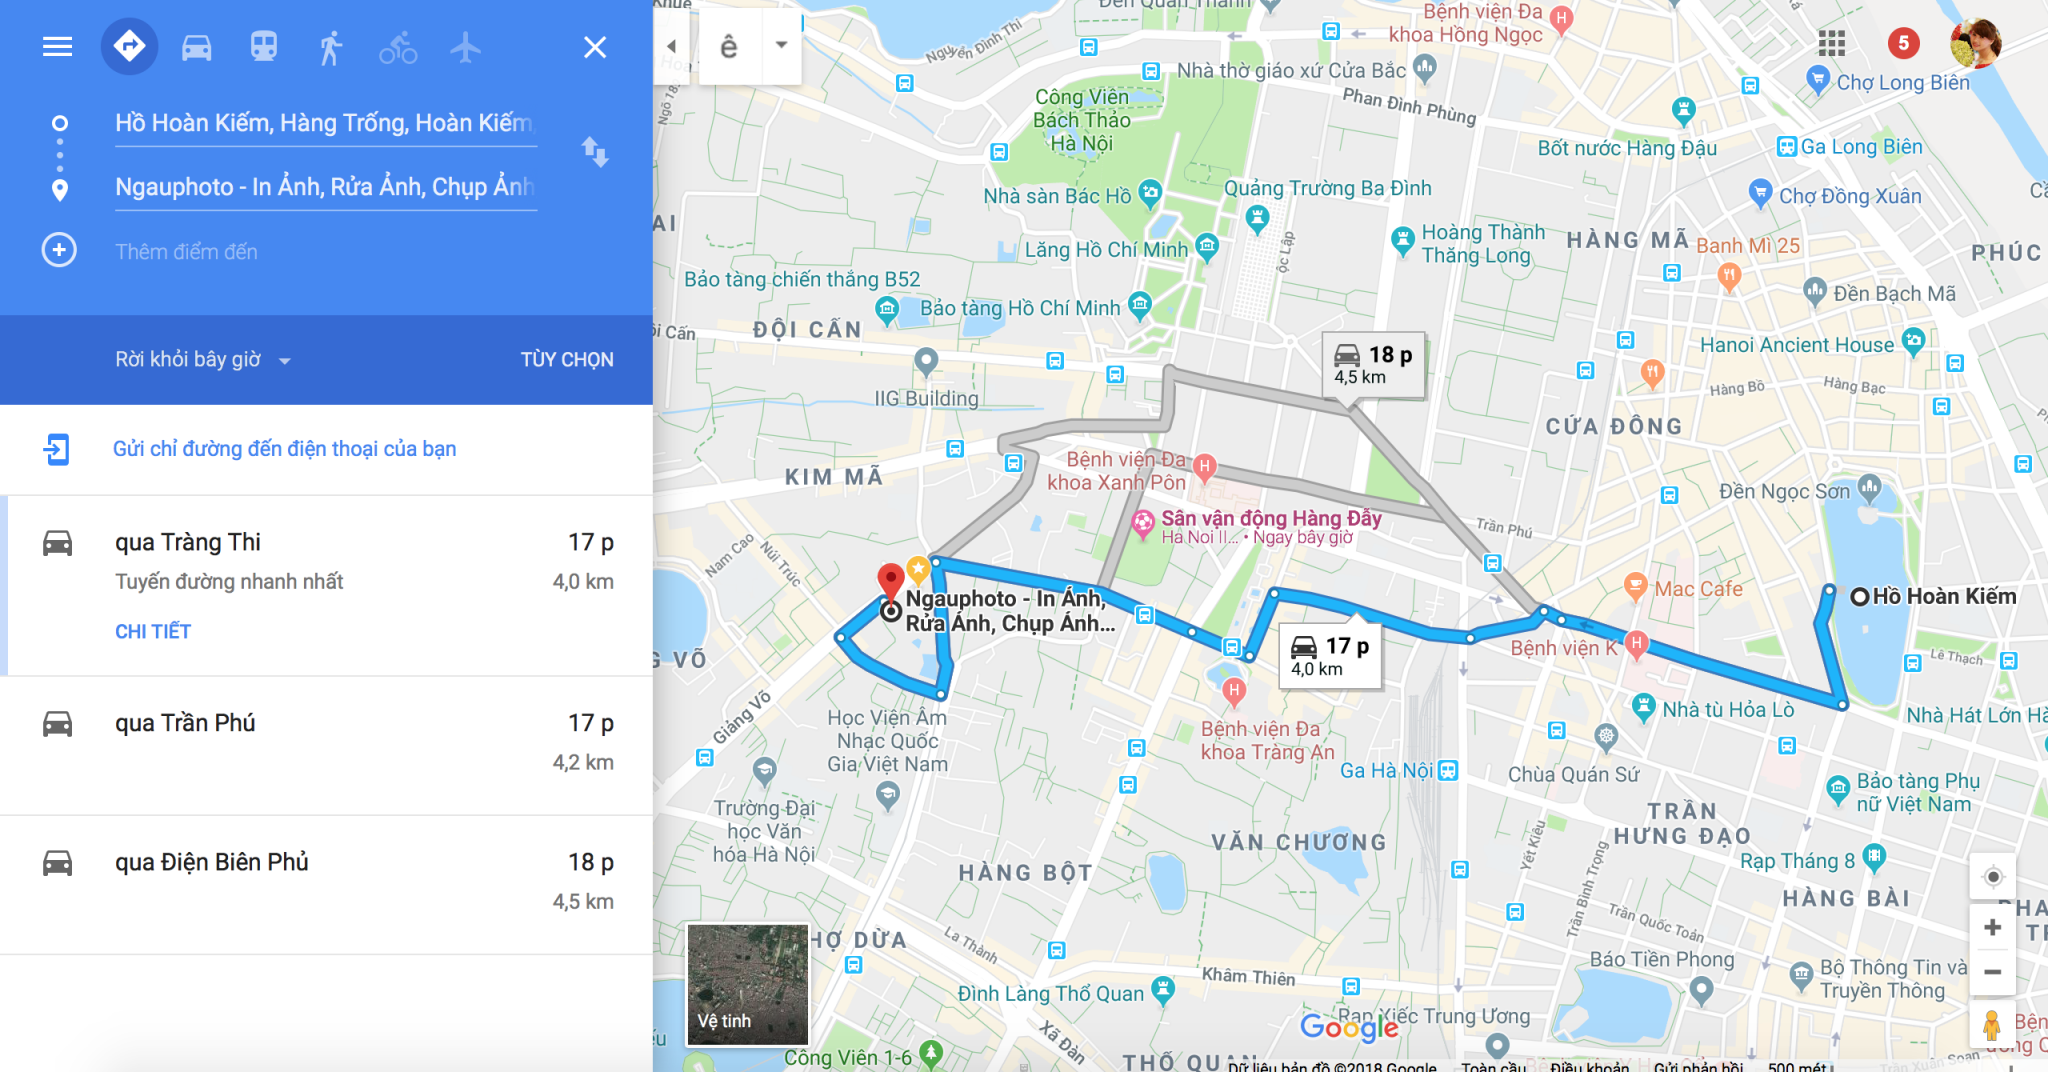 Hồ Hoàn Kiếm, Hàng Trống, Hoàn Kiếm,
Ngauphoto - In Ảnh, Rửa Ảnh, Chụp Ảnh
Thêm điểm đến
Rời khỏi bây giờ
TÙY CHỌN
Gửi chỉ đường đến điện thoại của bạn
qua Tràng Thi 17 p
Tuyến đường nhanh nhất 4,0 km
CHI TIẾT
qua Trần Phú 17 p
4,2 km
qua Điện Biên Phủ 18 p
4,5 km
ê
5
Nguyễn Đình Thi
Bệnh viện Đa
khoa Hồng Ngọc
Nhà thờ giáo xứ Cửa Bắc
Phan Đình Phùng
Chợ Long Biên
Công Viên
Bách Thảo
Hà Nội
Bốt nước Hàng Đậu
Ga Long Biên
Nhà sàn Bác Hồ
Quảng Trường Ba Đình
Chợ Đồng Xuân
Lăng Hồ Chí Minh
ộc Lập
Hoàng Thành
Thăng Long
HÀNG MÃ
Banh Mì 25
PHÚC
Bảo tàng chiến thắng B52
Bảo tàng Hồ Chí Minh
Đền Bạch Mã
ĐỘI CẤN
18 p
4,5 km
Hanoi Ancient House
IIG Building
Hàng Bồ
Hàng Bạc
CỨA ĐÔNG
KIM MÃ
Bệnh viện Đa
khoa Xanh Pôn
Đền Ngọc Sơn
Sân vận động Hàng Đẫy
Ha Noi II... • Ngay bây giờ
Trần Phú
Nam Cao
Núi Trúc
Mac Cafe
Hồ Hoàn Kiếm
Ngauphoto - In Ảnh,
Rửa Ảnh, Chụp Ảnh...
17 p
4,0 km
Bệnh viện K
Lê Thạch
G VÕ
Giảng Võ
Nhà tù Hỏa Lò
Nhà Hát Lớn Hà
Học Viện Âm
Nhạc Quốc
Gia Việt Nam
Bệnh viện Đa
khoa Tràng An
Ga Hà Nội
Chùa Quán Sứ
Bảo tàng Phụ
nữ Việt Nam
Trường Đại
học Văn
hóa Hà Nội
TRẦN
HƯNG ĐẠO
VĂN CHƯƠNG
Yết Kiêu
Trần Bình Trọng
Rạp Tháng 8
HÀNG BỘT
HÀNG BÀI
Trần Quốc Toản
HỢ DỪA
La Thành
Khâm Thiên
Báo Tiền Phong
Bộ Thông Tin và
Truyền Thông
Đình Làng Thổ Quan
Vệ tinh
Xã Đàn
Google
Rạp Xiếc Trung Ương
Công Viên 1-6
THỔ QUAN
Dữ liệu bản đồ ©2018 Google Toàn cầu Điều khoản Gửi phản hồi 500 mét